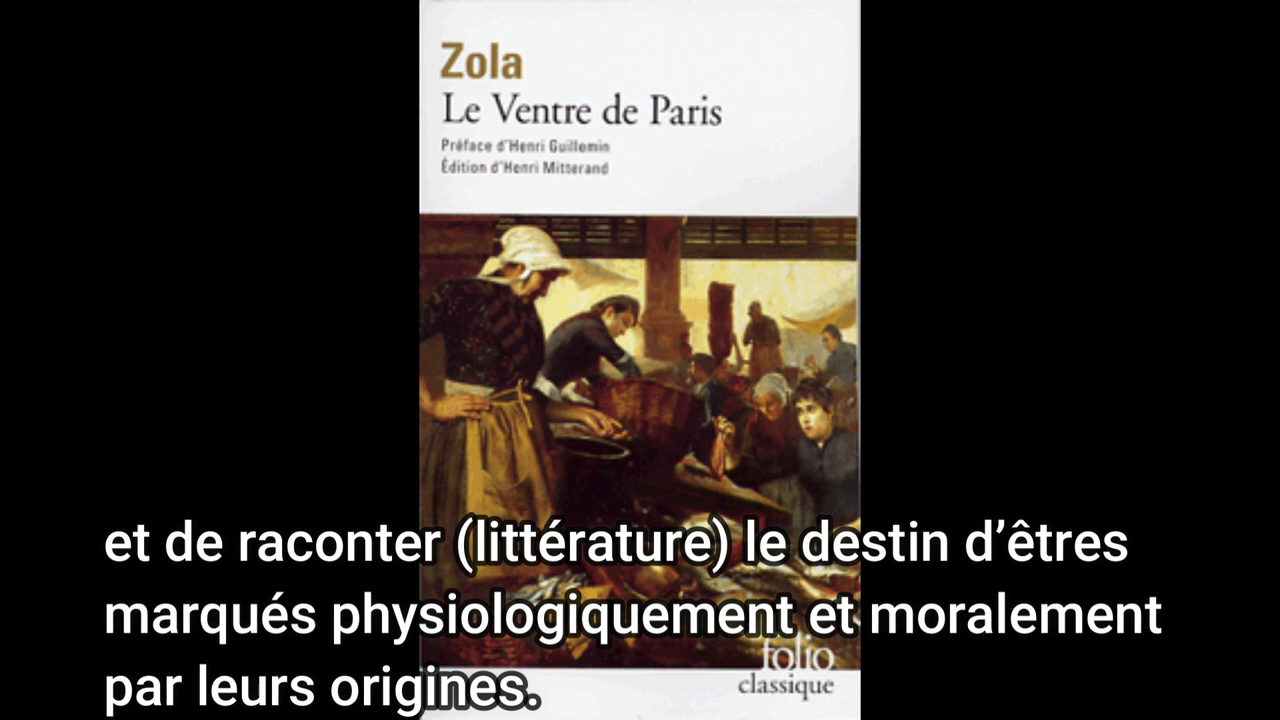 Zola
Le Ventre de Paris
Préface d'Henri Guillemin
Édition d'Henri Mitterand
et de raconter (littérature) le destin d’êtres
marqués physiologiquement et moralement
par leurs origines.
folio
classique